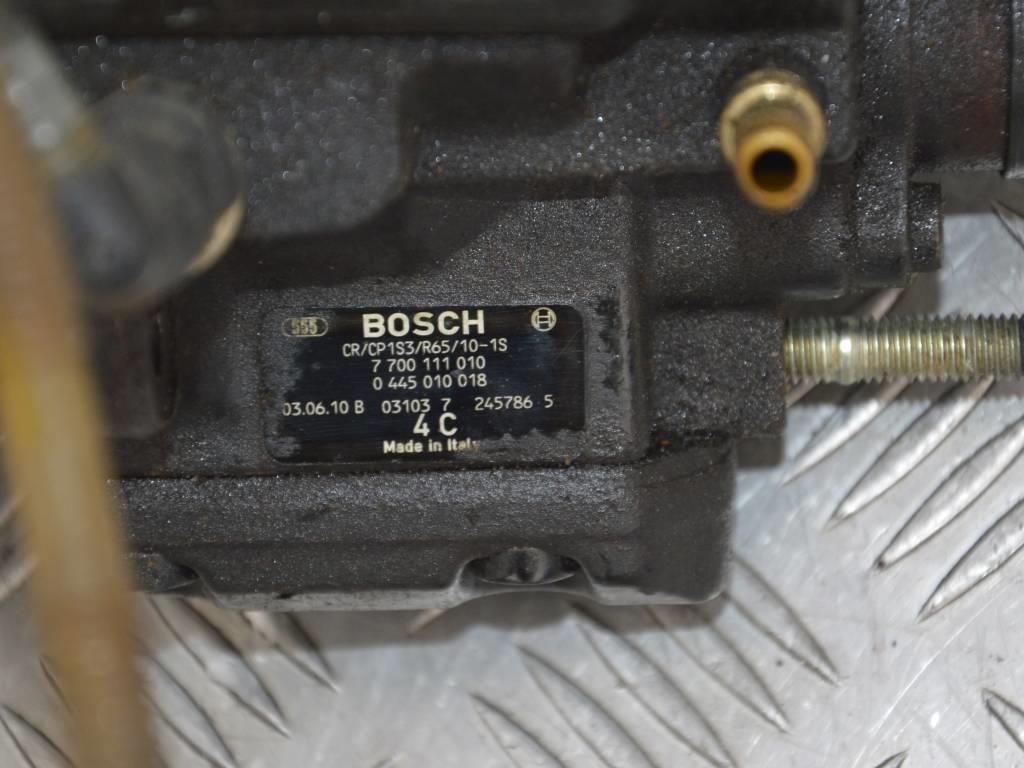 555 BOSCH
CR/CP1S3/R65/10-1S
7 700 111 010
0 445 010 018
03.06.10 B 03103 7 245786 5
4 C
Made in Italy